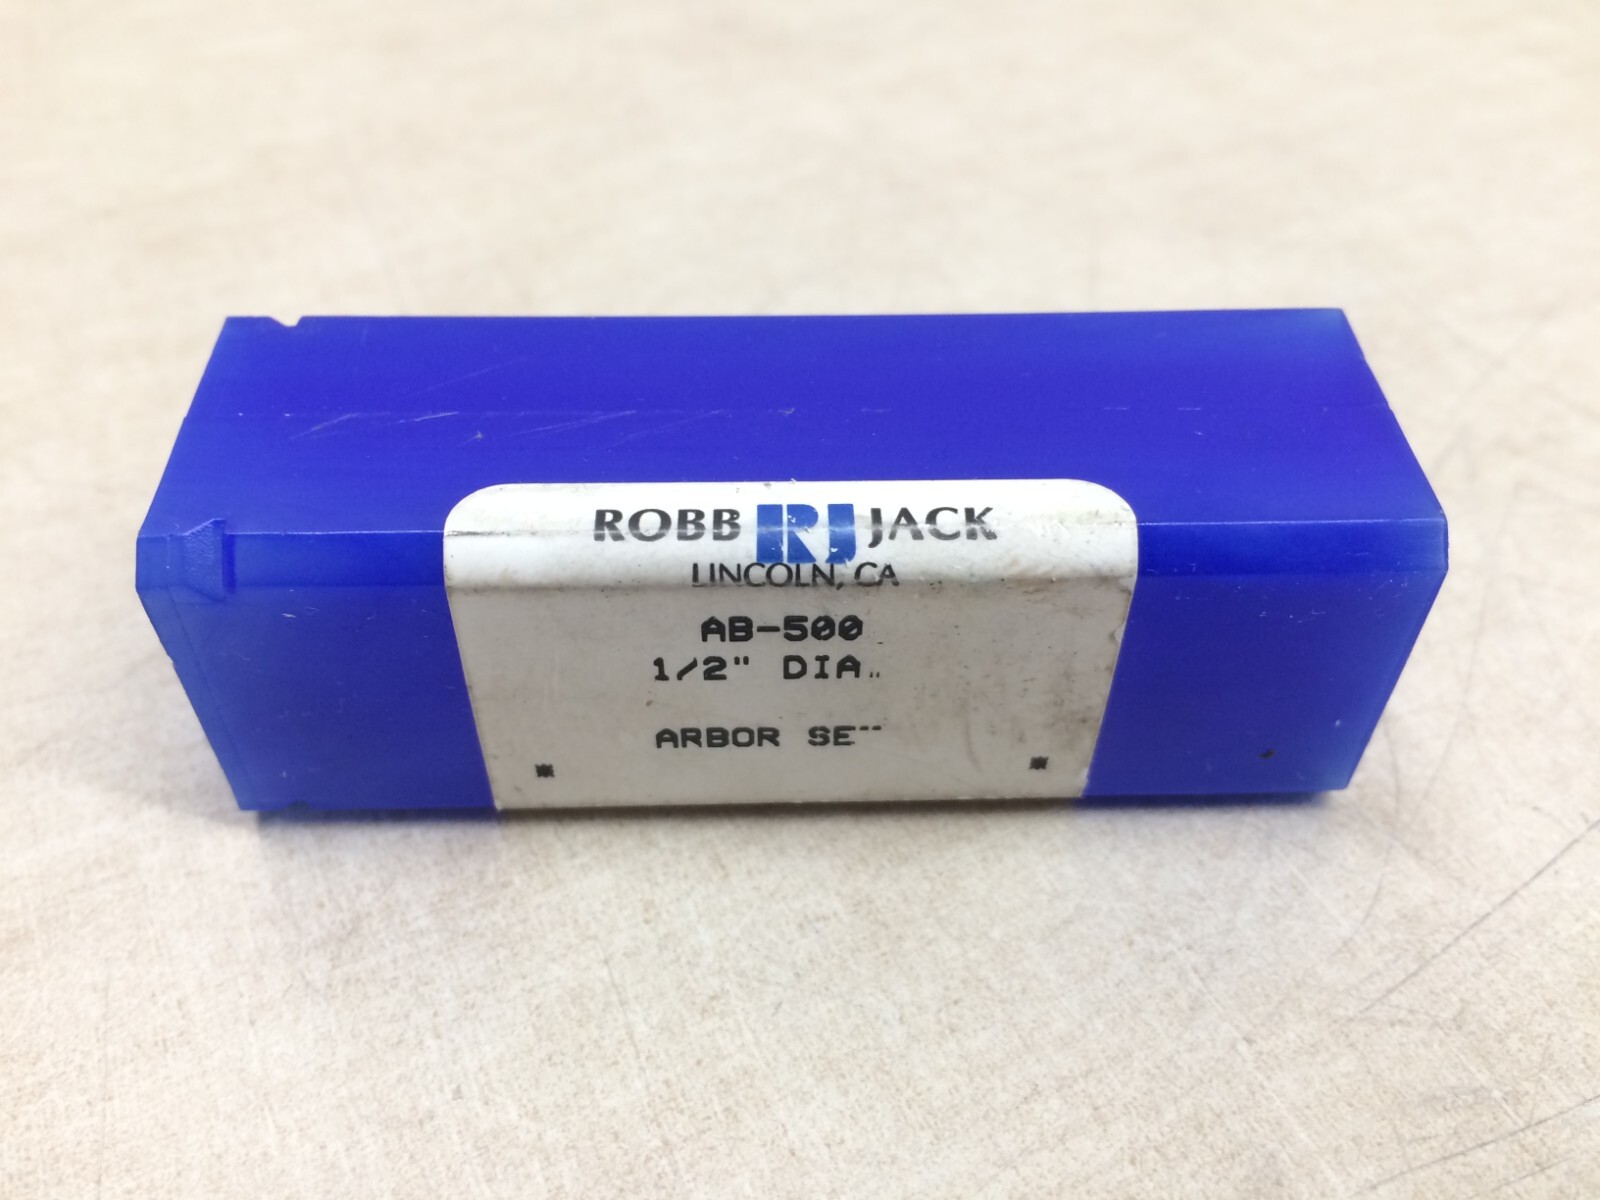 ROBB RJ JACK
LINCOLN, CA
AB-500
1/2" DIA.
ARBOR SE
* *